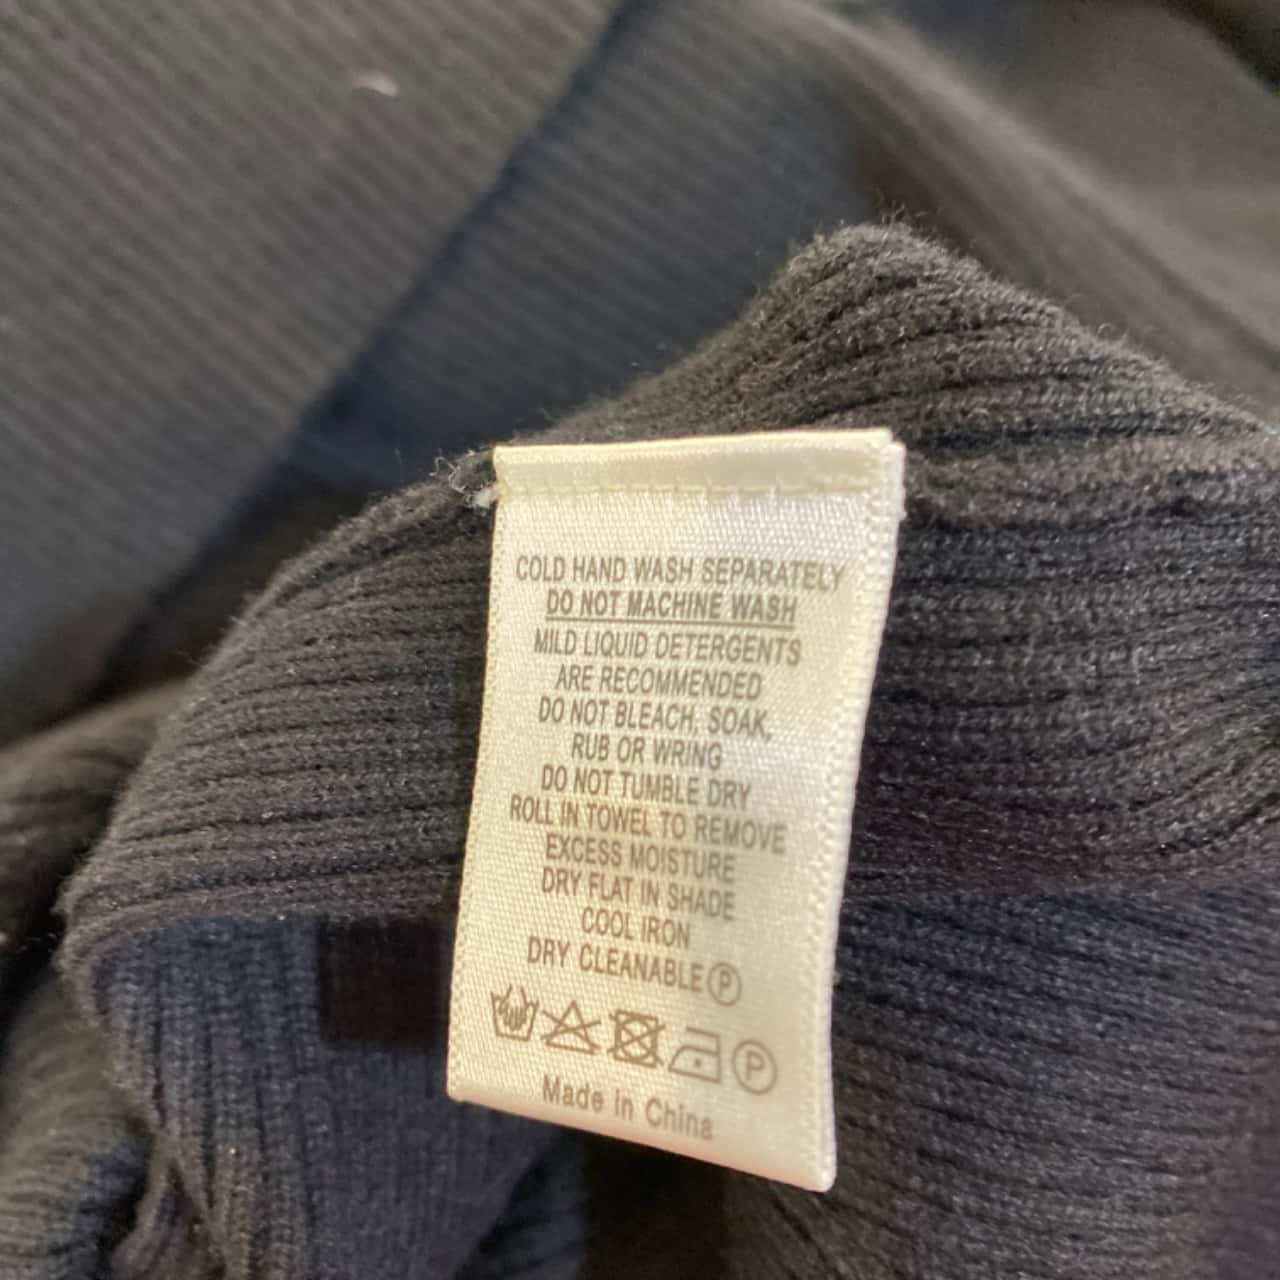 COLD HAND WASH SEPARATELY
DO NOT MACHINE WASH
MILD LIQUID DETERGENTS
ARE RECOMMENDED
DO NOT BLEACH, SOAK,
RUB OR WRING
DO NOT TUMBLE DRY
ROLL IN TOWEL TO REMOVE
EXCESS MOISTURE
DRY FLAT IN SHADE
COOL IRON
DRY CLEANABLE Ⓟ
Ⓟ
Made in China